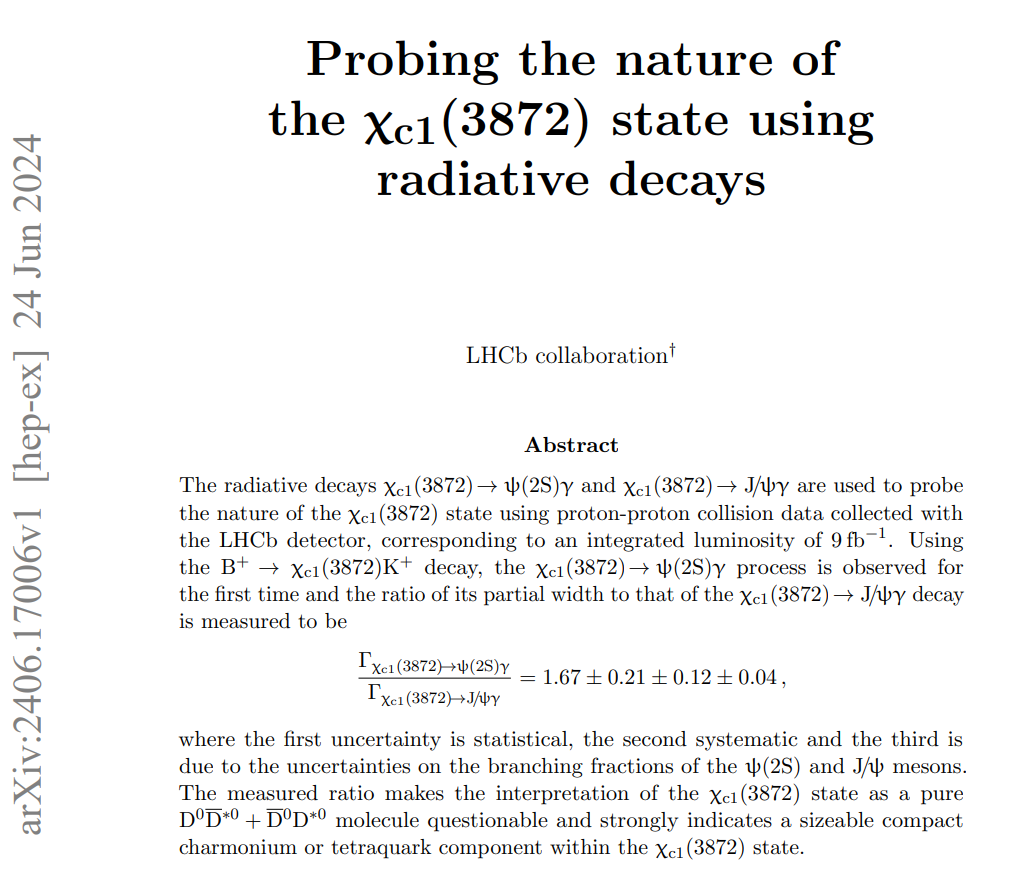 Probing the nature of
the χc1(3872) state using
radiative decays
LHCb collaboration†
Abstract
The radiative decays χc1(3872) → ψ(2S)γ and χc1(3872) → J/ψγ are used to probe
the nature of the χc1(3872) state using proton-proton collision data collected with
the LHCb detector, corresponding to an integrated luminosity of 9 fb⁻¹. Using
the B⁺ → χc1(3872)K⁺ decay, the χc1(3872) → ψ(2S)γ process is observed for
the first time and the ratio of its partial width to that of the χc1(3872) → J/ψγ decay
is measured to be
Γχc1(3872)→ψ(2S)γ
Γχc1(3872)→J/ψγ
= 1.67 ± 0.21 ± 0.12 ± 0.04 ,
where the first uncertainty is statistical, the second systematic and the third is
due to the uncertainties on the branching fractions of the ψ(2S) and J/ψ mesons.
The measured ratio makes the interpretation of the χc1(3872) state as a pure
D⁰D̅*⁰ + D̅⁰D*⁰ molecule questionable and strongly indicates a sizeable compact
charmonium or tetraquark component within the χc1(3872) state.
arXiv:2406.17006v1 [hep-ex] 24 Jun 2024